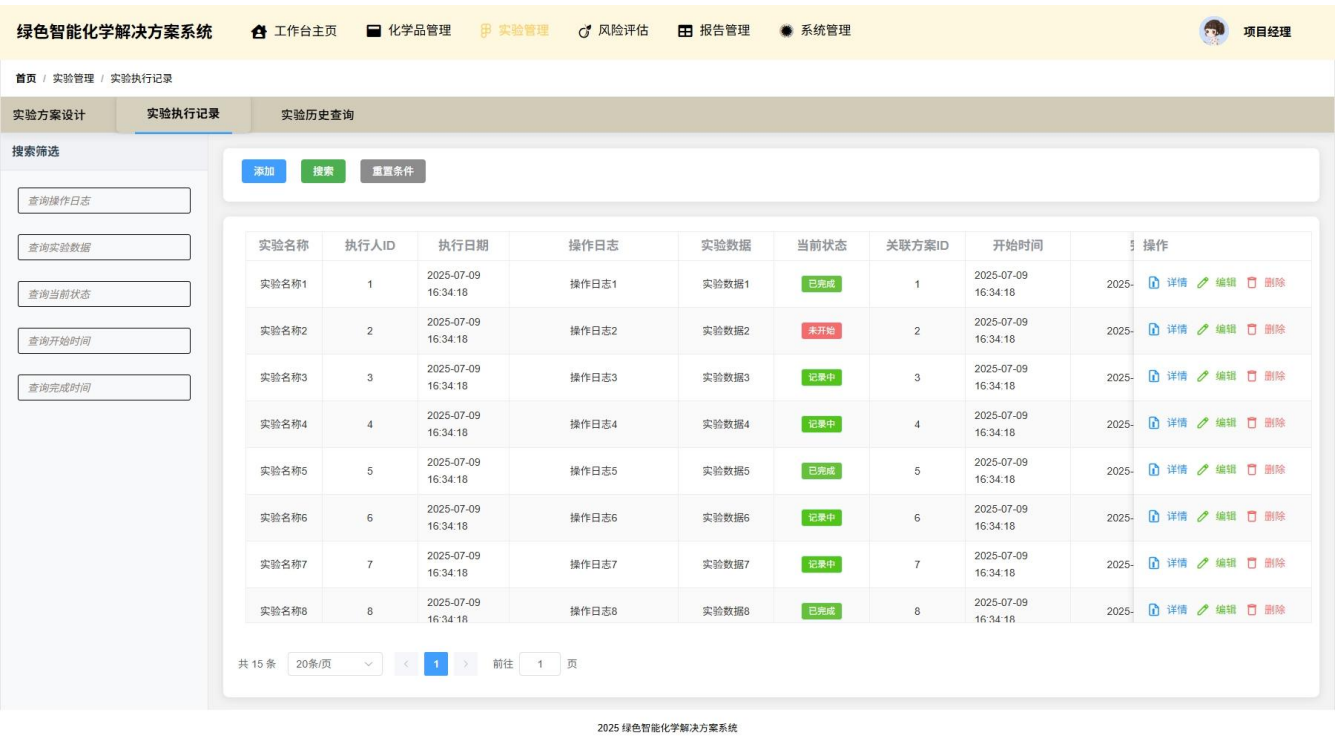 绿色智能化学解决方案系统 工作台主页 化学品管理 实验管理 风险评估 报告管理 系统管理 项目经理
首页 / 实验管理 / 实验执行记录
实验方案设计 实验执行记录 实验历史查询
搜索筛选
查询操作日志
查询实验数据
查询当前状态
查询开始时间
查询完成时间
添加 搜索 重置条件
实验名称 执行人ID 执行日期 操作日志 实验数据 当前状态 关联方案ID 开始时间 操作
实验名称1 1 2025-07-09 16:34:18 操作日志1 实验数据1 已完成 1 2025-07-09 16:34:18 2025- 详情 编辑 删除
实验名称2 2 2025-07-09 16:34:18 操作日志2 实验数据2 未开始 2 2025-07-09 16:34:18 2025- 详情 编辑 删除
实验名称3 3 2025-07-09 16:34:18 操作日志3 实验数据3 记录中 3 2025-07-09 16:34:18 2025- 详情 编辑 删除
实验名称4 4 2025-07-09 16:34:18 操作日志4 实验数据4 记录中 4 2025-07-09 16:34:18 2025- 详情 编辑 删除
实验名称5 5 2025-07-09 16:34:18 操作日志5 实验数据5 已完成 5 2025-07-09 16:34:18 2025- 详情 编辑 删除
实验名称6 6 2025-07-09 16:34:18 操作日志6 实验数据6 记录中 6 2025-07-09 16:34:18 2025- 详情 编辑 删除
实验名称7 7 2025-07-09 16:34:18 操作日志7 实验数据7 记录中 7 2025-07-09 16:34:18 2025- 详情 编辑 删除
实验名称8 8 2025-07-09 16:34:18 操作日志8 实验数据8 已完成 8 2025-07-09 16:34:18 2025- 详情 编辑 删除
共 15 条 20条/页 1 前往 1 页
2025 绿色智能化学解决方案系统